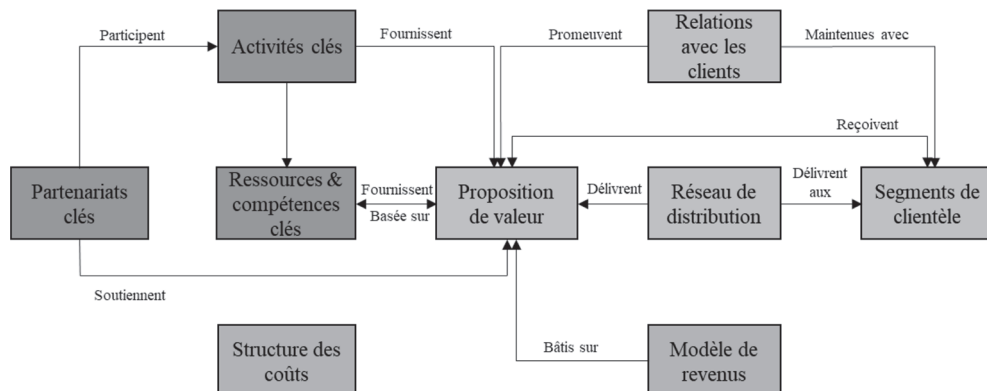 Participent
Activités clés
Fournissent
Promeuvent
Relations
avec les
clients
Maintenues avec
Reçoivent
Partenariats
clés
Ressources &
compétences
clés
Fournissent
Basée sur
Proposition
de valeur
Délivrent
Réseau de
distribution
Délivrent
aux
Segments de
clientèle
Soutiennent
Structure des
coûts
Bâtis sur
Modèle de
revenus